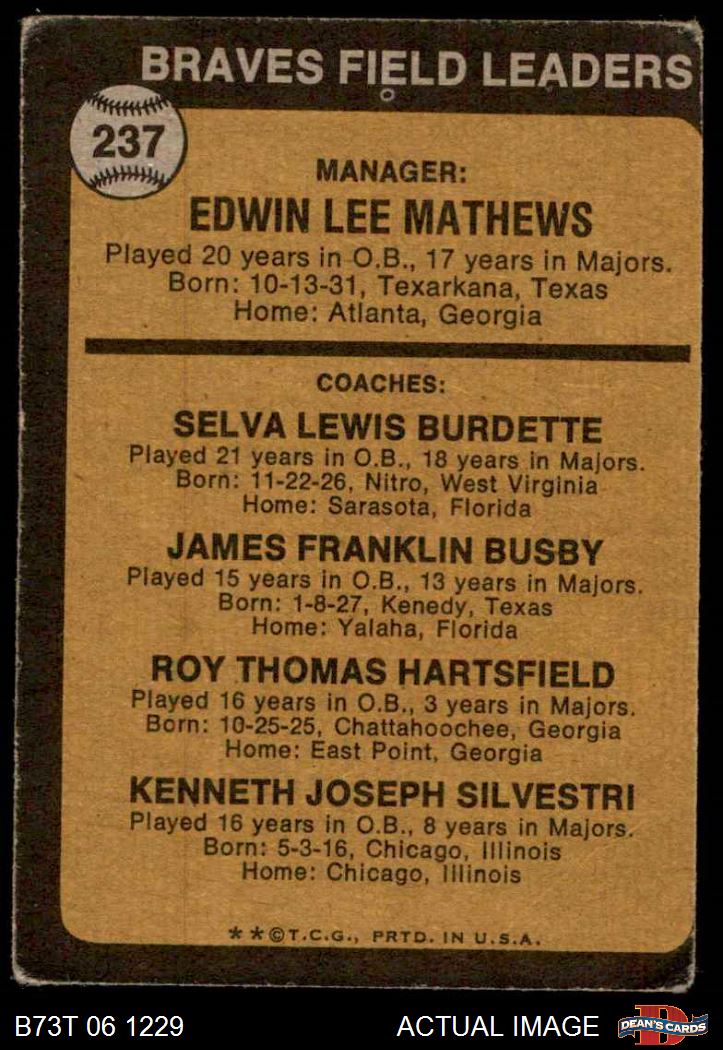 BRAVES FIELD LEADERS
237
MANAGER:
EDWIN LEE MATHEWS
Played 20 years in O.B., 17 years in Majors.
Born: 10-13-31, Texarkana, Texas
Home: Atlanta, Georgia
COACHES:
SELVA LEWIS BURDETTE
Played 21 years in O.B., 18 years in Majors.
Born: 11-22-26, Nitro, West Virginia
Home: Sarasota, Florida
JAMES FRANKLIN BUSBY
Played 15 years in O.B., 13 years in Majors.
Born: 1-8-27, Kenedy, Texas
Home: Yalaha, Florida
ROY THOMAS HARTSFIELD
Played 16 years in O.B., 3 years in Majors.
Born: 10-25-25, Chattahoochee, Georgia
Home: East Point, Georgia
KENNETH JOSEPH SILVESTRI
Played 16 years in O.B., 8 years in Majors.
Born: 5-3-16, Chicago, Illinois
Home: Chicago, Illinois
**©T.C.G., PRTD. IN U.S.A.
B73T 06 1229 ACTUAL IMAGE D DEAN'S CARDS